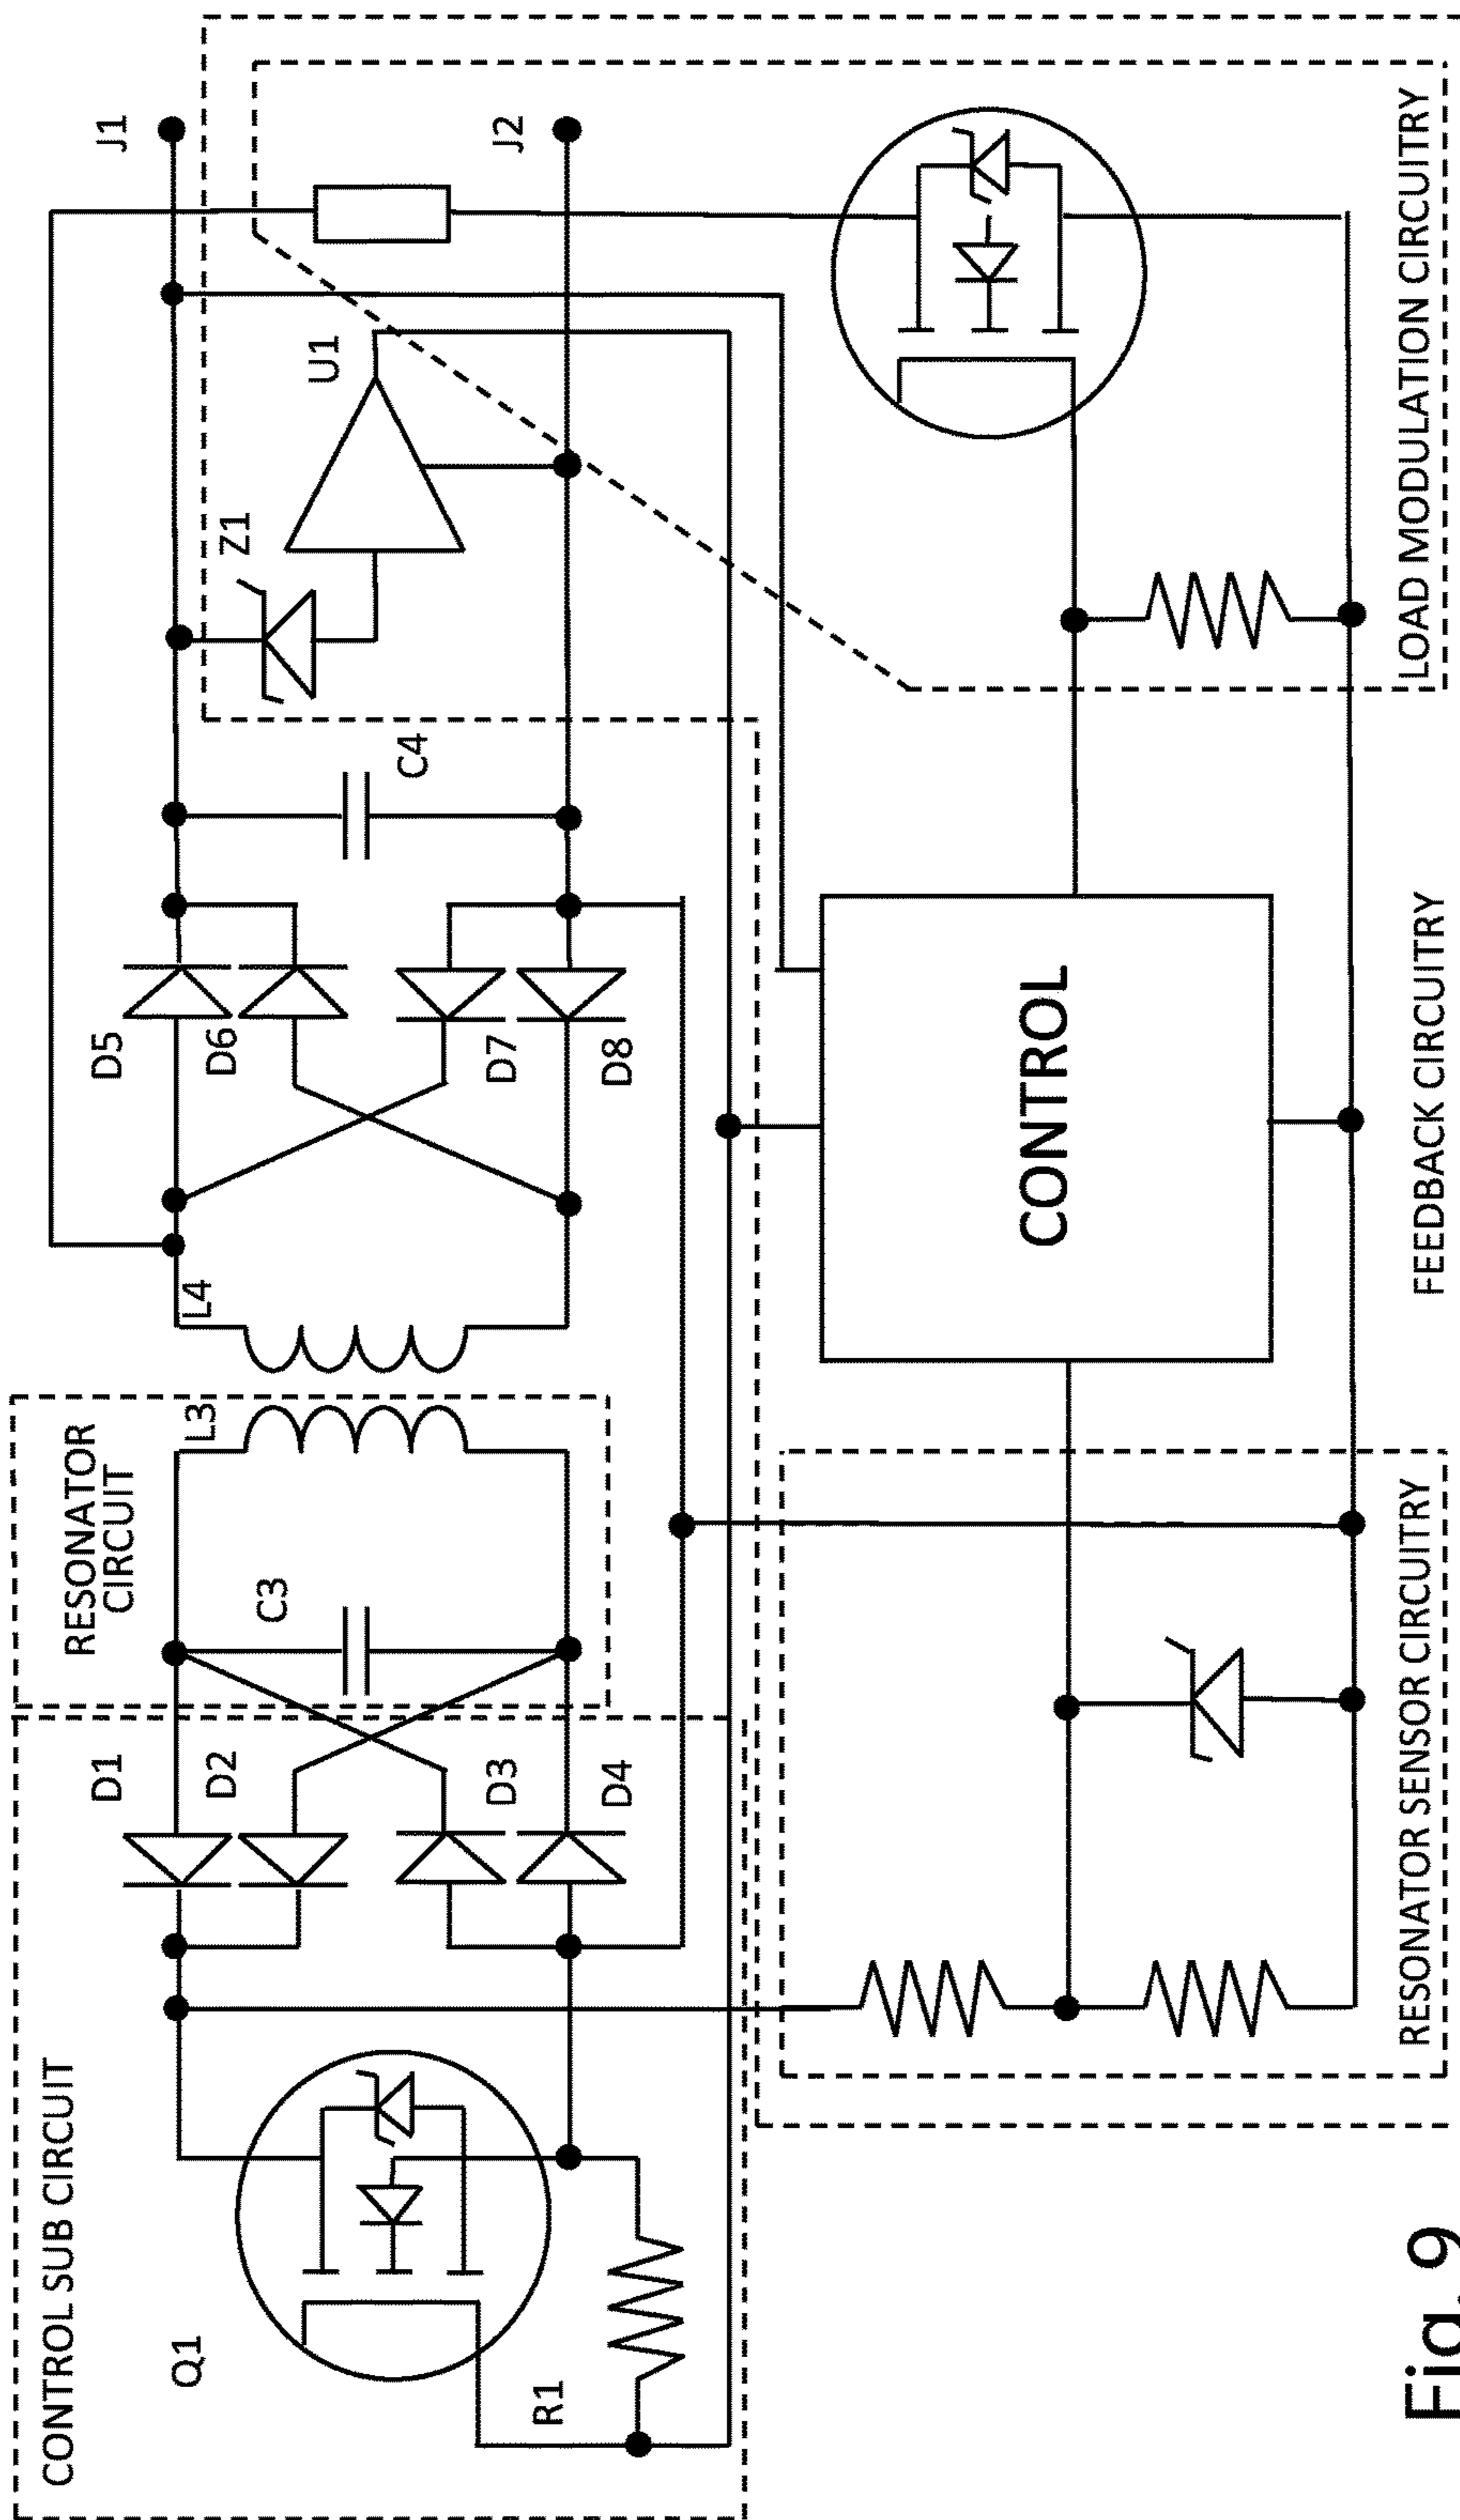 CONTROL SUB CIRCUIT
Q1
R1
D1
D2
D3
D4
RESONATOR
CIRCUIT
C3
L3
L4
D5
D6
D7
D8
C4
Z1
U1
J1
J2
CONTROL
RESONATOR SENSOR CIRCUITRY
FEEDBACK CIRCUITRY
LOAD MODULATION CIRCUITRY
Fig. 9